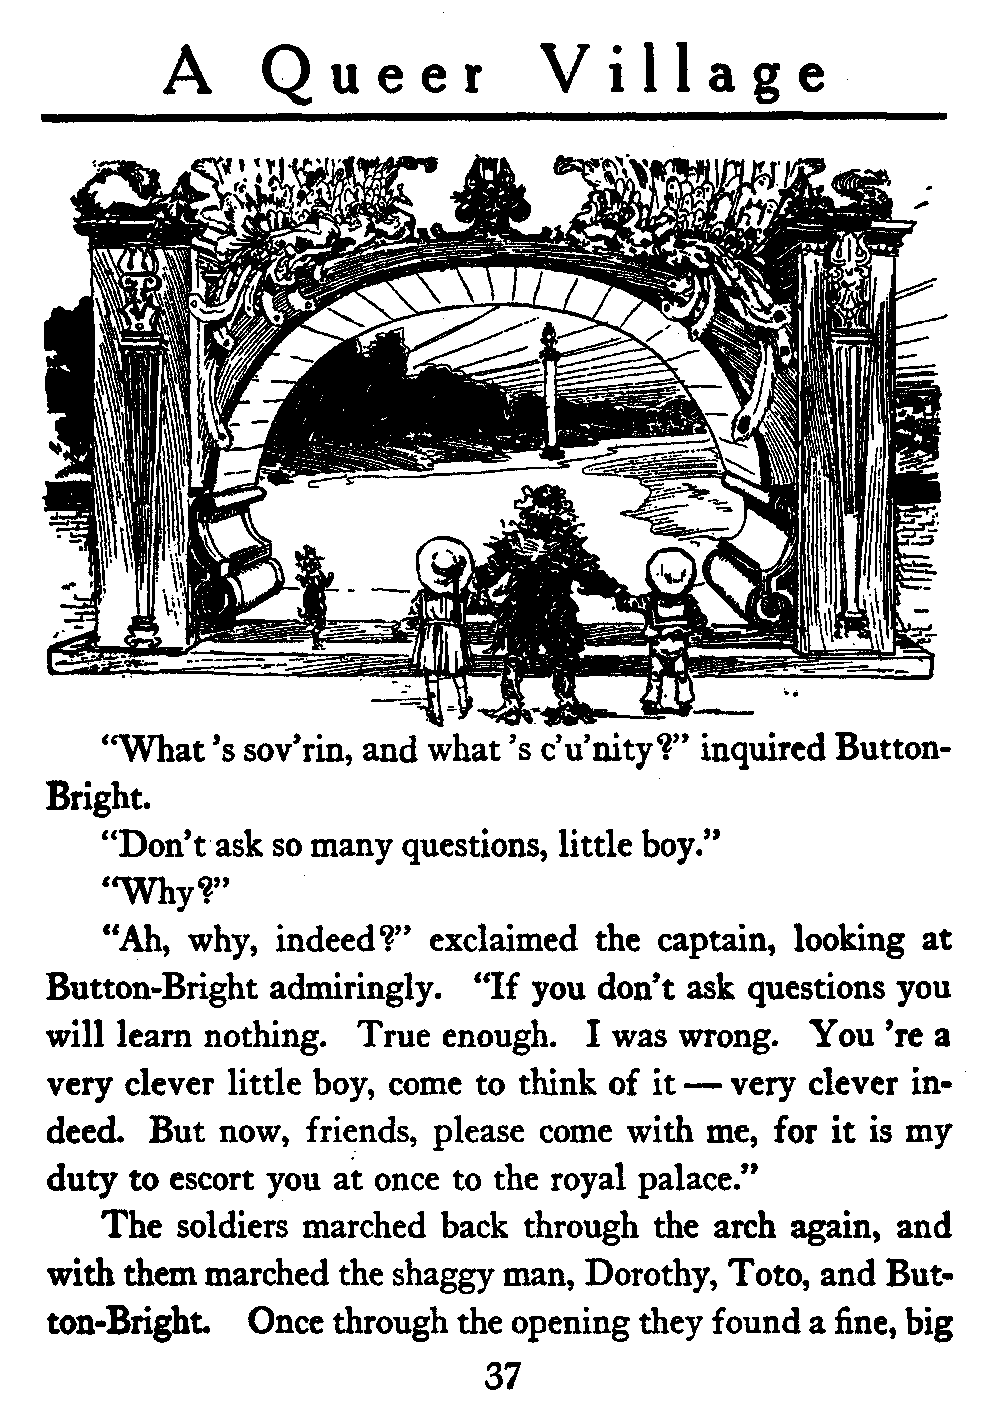 A Queer Village
“What ’s sov’rin, and what ’s c’u’nity?” inquired Button-
Bright.
“Don’t ask so many questions, little boy.”
“Why?”
“Ah, why, indeed?” exclaimed the captain, looking at
Button-Bright admiringly. “If you don’t ask questions you
will learn nothing. True enough. I was wrong. You ’re a
very clever little boy, come to think of it — very clever in-
deed. But now, friends, please come with me, for it is my
duty to escort you at once to the royal palace.”
The soldiers marched back through the arch again, and
with them marched the shaggy man, Dorothy, Toto, and But-
ton-Bright. Once through the opening they found a fine, big
37